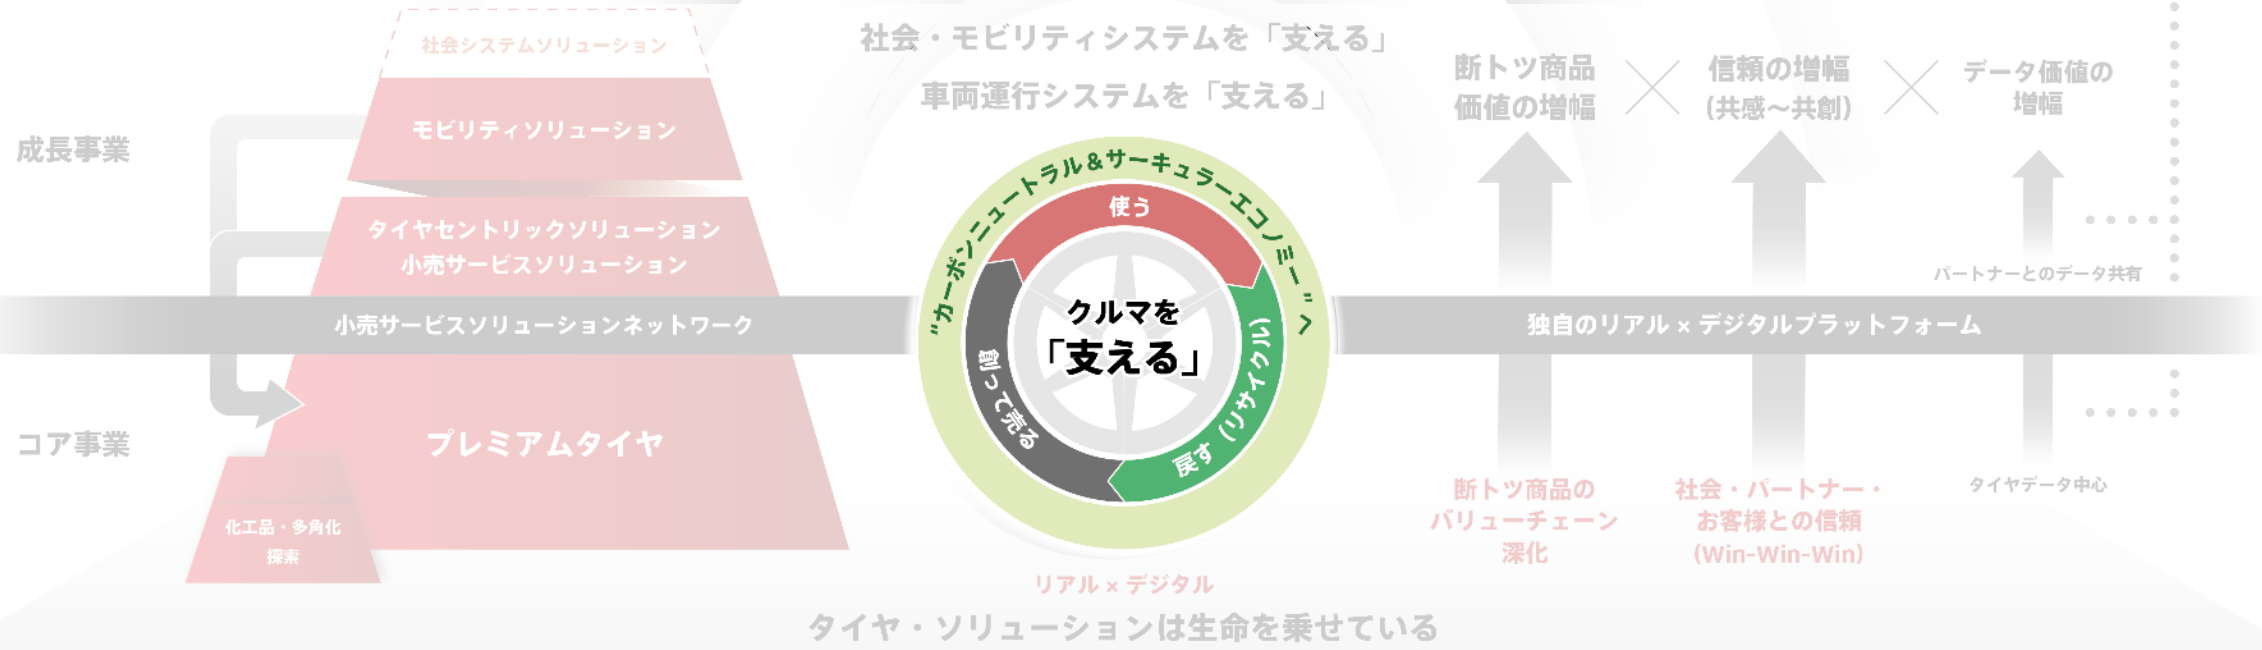 社会システムソリューション
モビリティソリューション
成長事業
タイヤセントリックソリューション
小売サービスソリューション
小売サービスソリューションネットワーク
コア事業
プレミアムタイヤ
化工品・多角化
探索
社会・モビリティシステムを「支える」
車両運行システムを「支える」
"カーボンニュートラル&サーキュラーエコノミー"へ
使う
戻す(リサイクル)
創って売る
クルマを
「支える」
リアル×デジタル
タイヤ・ソリューションは生命を乗せている
断トツ商品
価値の増幅
信頼の増幅
(共感～共創)
データ価値の
増幅
パートナーとのデータ共有
独自のリアル×デジタルプラットフォーム
断トツ商品の
バリューチェーン
深化
社会・パートナー・
お客様との信頼
(Win-Win-Win)
タイヤデータ中心